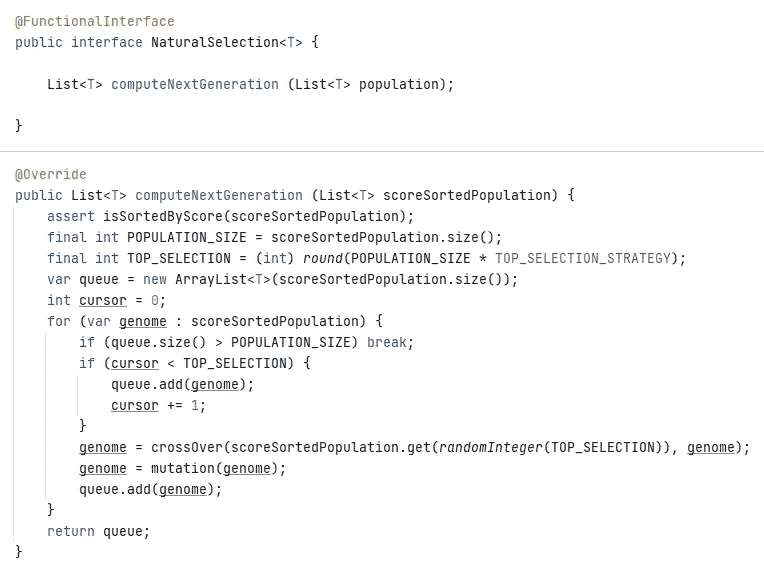 @FunctionalInterface
public interface NaturalSelection<T> {
List<T> computeNextGeneration (List<T> population);
}
@Override
public List<T> computeNextGeneration (List<T> scoreSortedPopulation) {
assert isSortedByScore(scoreSortedPopulation);
final int POPULATION_SIZE = scoreSortedPopulation.size();
final int TOP_SELECTION = (int) round(POPULATION_SIZE * TOP_SELECTION_STRATEGY);
var queue = new ArrayList<T>(scoreSortedPopulation.size());
int cursor = 0;
for (var genome : scoreSortedPopulation) {
if (queue.size() > POPULATION_SIZE) break;
if (cursor < TOP_SELECTION) {
queue.add(genome);
cursor += 1;
}
genome = crossOver(scoreSortedPopulation.get(randomInteger(TOP_SELECTION)), genome);
genome = mutation(genome);
queue.add(genome);
}
return queue;
}